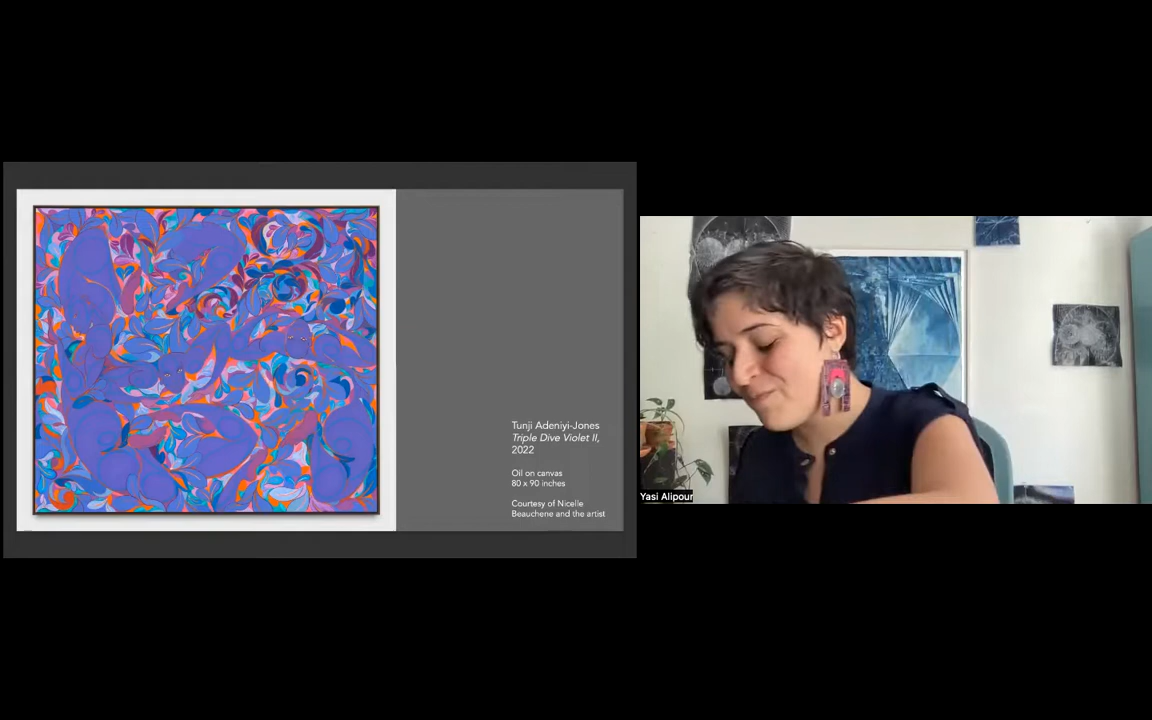 Tunji Adeniyi-Jones
Triple Dive Violet II,
2022
Oil on canvas
80 x 90 inches
Courtesy of Nicelle
Beauchene and the artist
Yasi Alipour